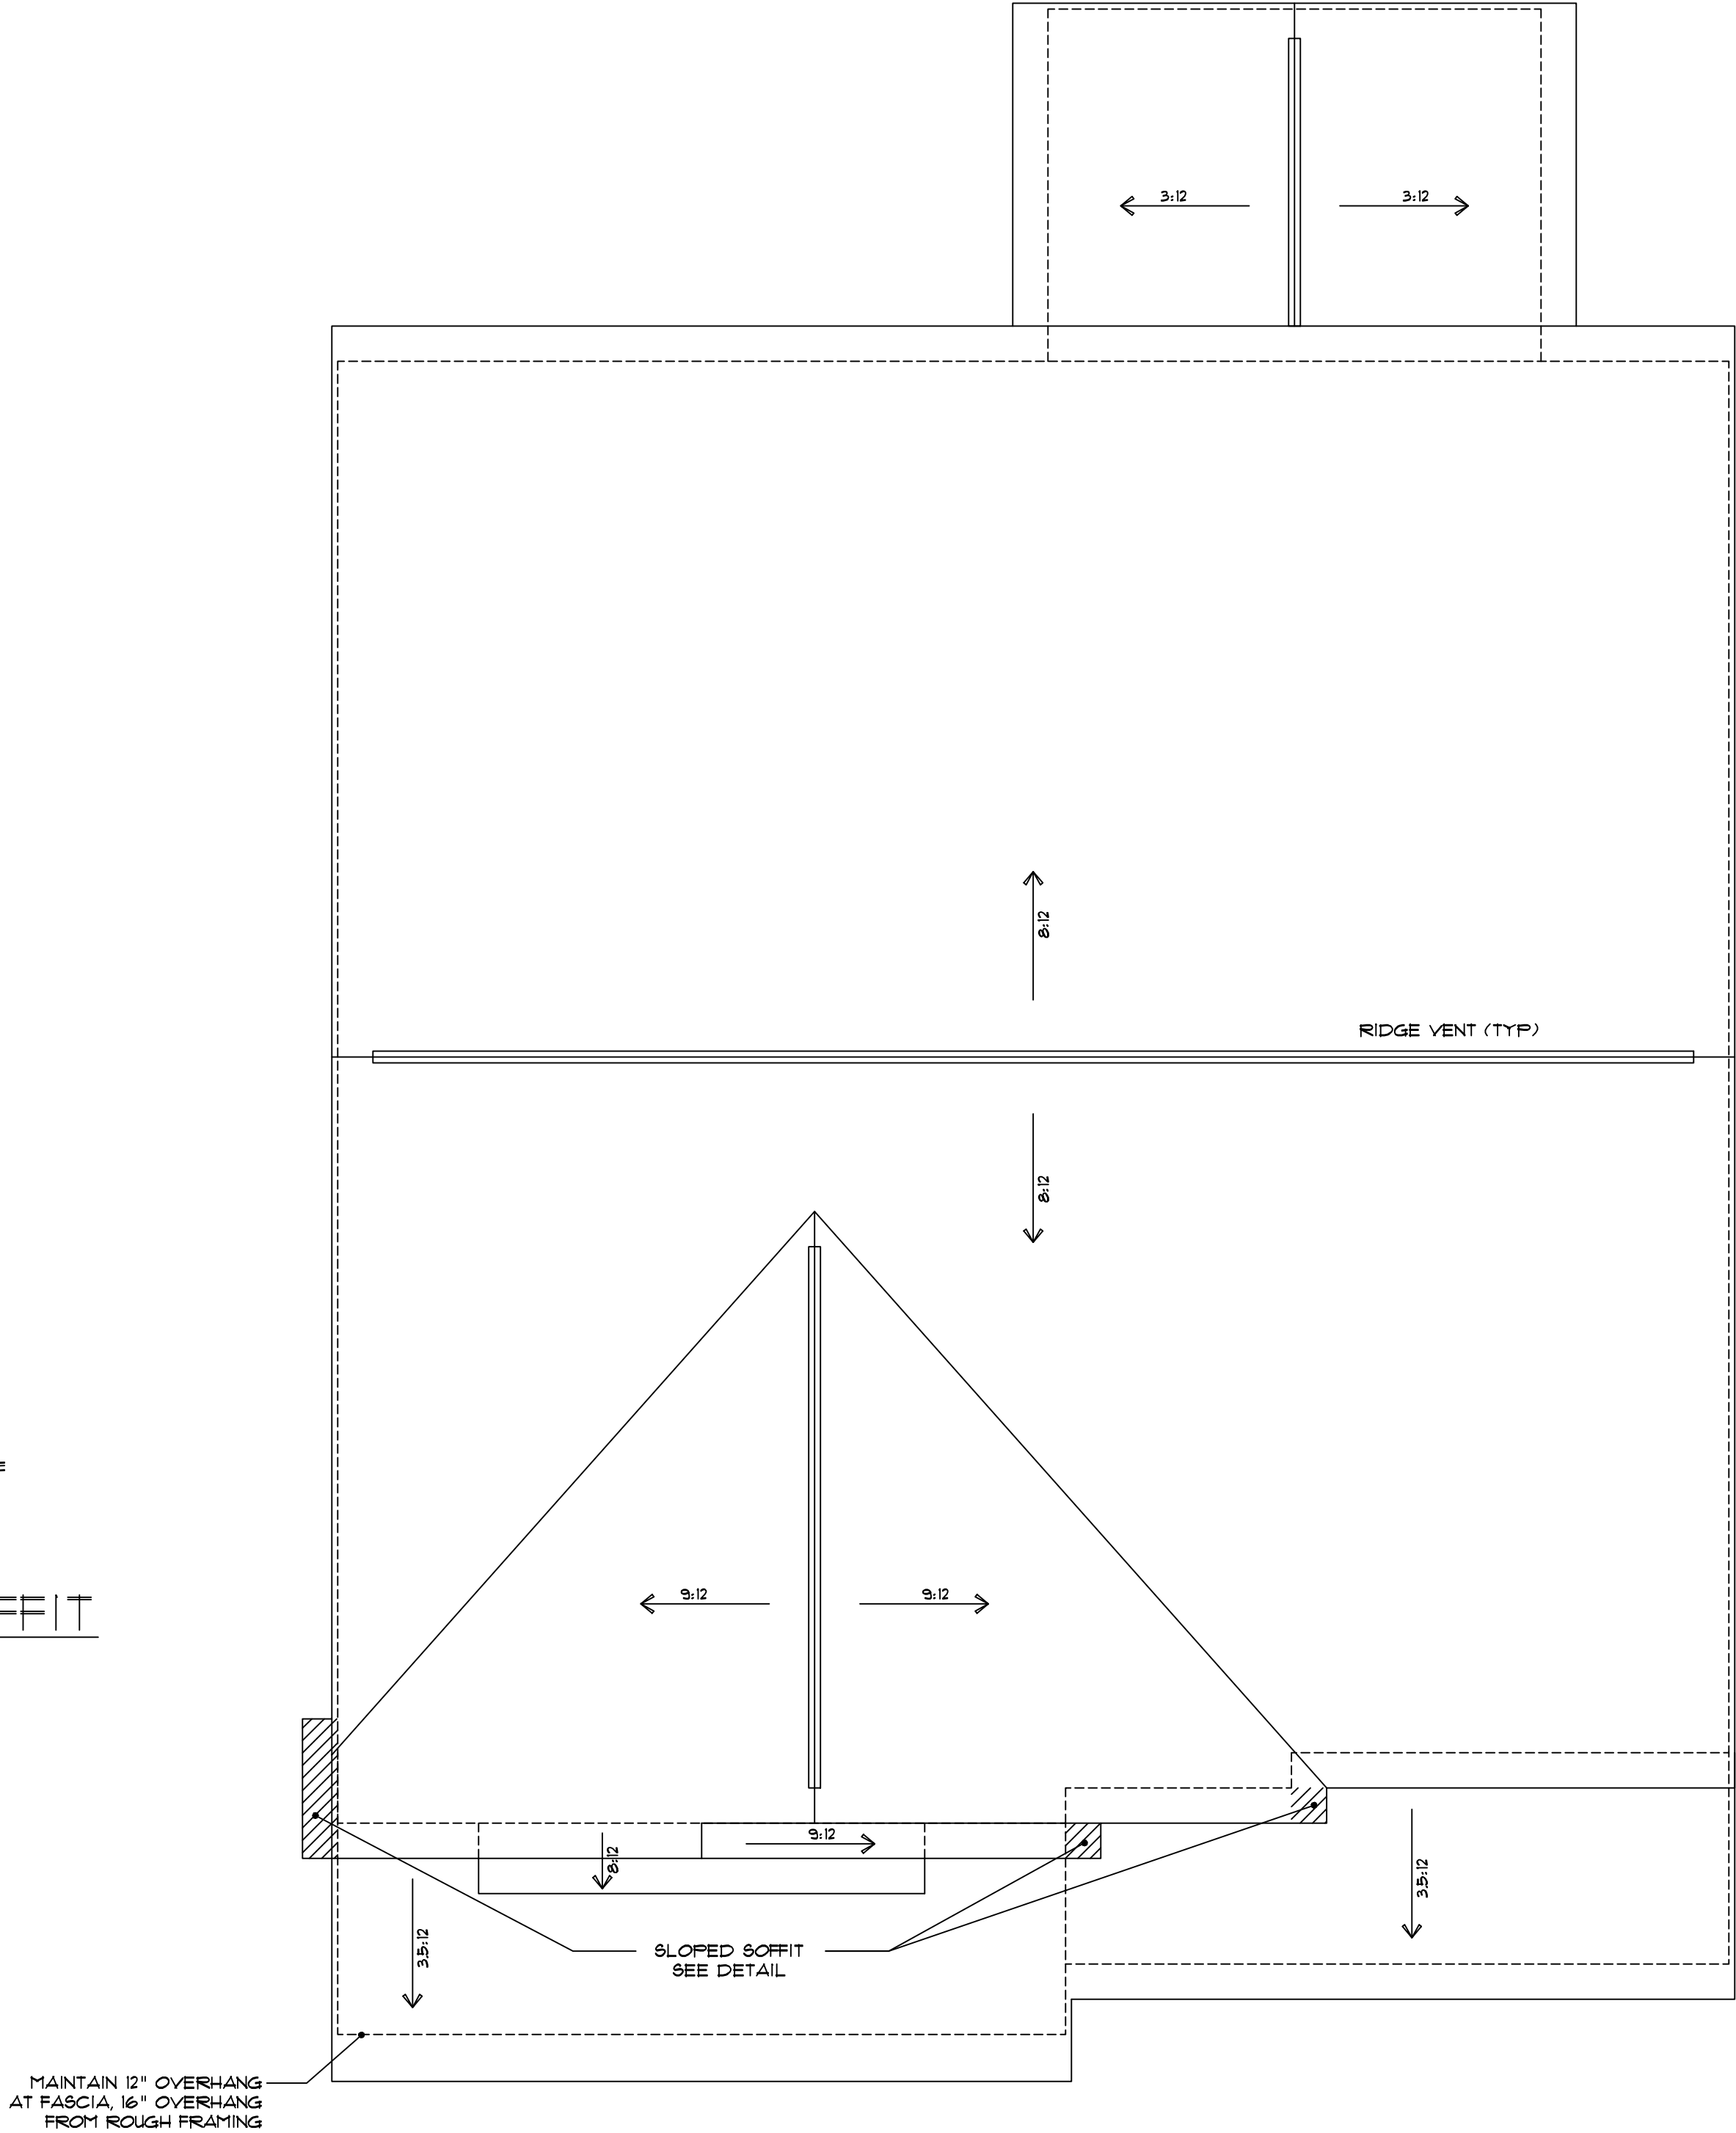 3:12
3:12
8:12
RIDGE VENT (TYP)
8:12
9:12
9:12
9:12
8:12
3.5:12
3.5:12
SLOPED SOFFIT
SEE DETAIL
MAINTAIN 12" OVERHANG
AT FASCIA, 16" OVERHANG
FROM ROUGH FRAMING